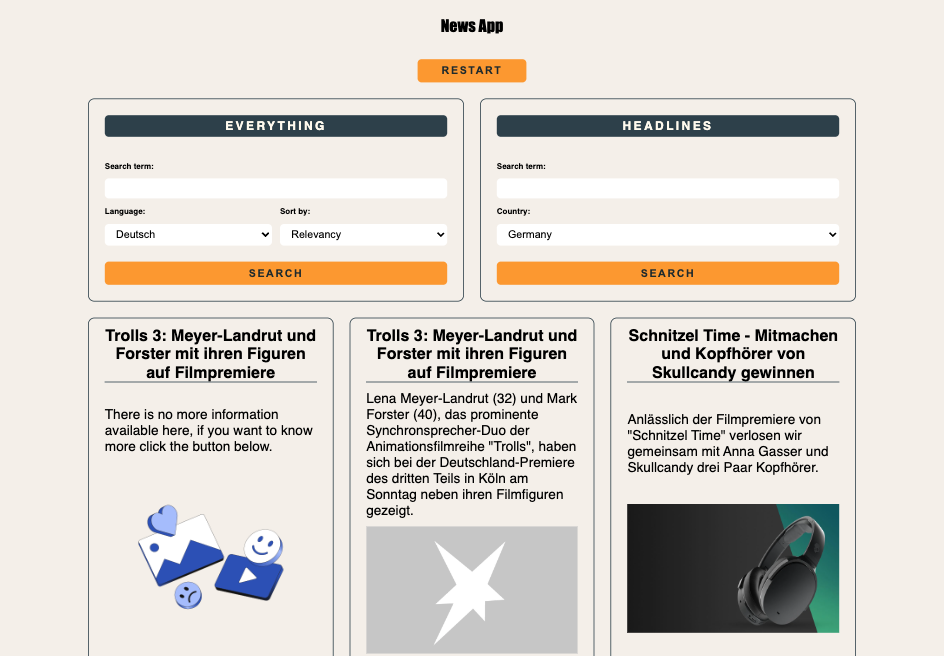 News App
RESTART
EVERYTHING
Search term:
Language:
Sort by:
Deutsch
Relevancy
SEARCH
HEADLINES
Search term:
Country:
Germany
SEARCH
Trolls 3: Meyer-Landrut und
Forster mit ihren Figuren
auf Filmpremiere
There is no more information
available here, if you want to know
more click the button below.
Trolls 3: Meyer-Landrut und
Forster mit ihren Figuren
auf Filmpremiere
Lena Meyer-Landrut (32) und Mark
Forster (40), das prominente
Synchronsprecher-Duo der
Animationsfilmreihe "Trolls", haben
sich bei der Deutschland-Premiere
des dritten Teils in Köln am
Sonntag neben ihren Filmfiguren
gezeigt.
Schnitzel Time - Mitmachen
und Kopfhörer von
Skullcandy gewinnen
Anlässlich der Filmpremiere von
"Schnitzel Time" verlosen wir
gemeinsam mit Anna Gasser und
Skullcandy drei Paar Kopfhörer.